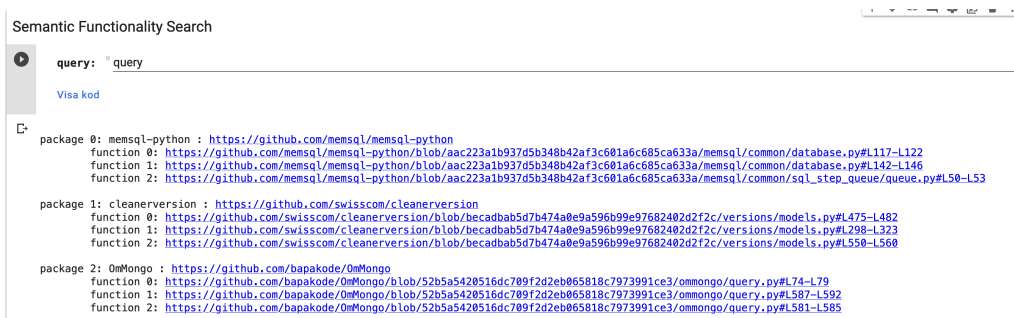 Semantic Functionality Search
query: " query
Visa kod
package 0: memsql-python : https://github.com/memsql/memsql-python
function 0: https://github.com/memsql/memsql-python/blob/aac223a1b937d5b348b42af3c601a6c685ca633a/memsql/common/database.py#L117-L122
function 1: https://github.com/memsql/memsql-python/blob/aac223a1b937d5b348b42af3c601a6c685ca633a/memsql/common/database.py#L142-L146
function 2: https://github.com/memsql/memsql-python/blob/aac223a1b937d5b348b42af3c601a6c685ca633a/memsql/common/sql_step_queue/queue.py#L50-L53
package 1: cleanerversion : https://github.com/swisscom/cleanerversion
function 0: https://github.com/swisscom/cleanerversion/blob/becadbab5d7b474a0e9a596b99e97682402d2f2c/versions/models.py#L475-L482
function 1: https://github.com/swisscom/cleanerversion/blob/becadbab5d7b474a0e9a596b99e97682402d2f2c/versions/models.py#L298-L323
function 2: https://github.com/swisscom/cleanerversion/blob/becadbab5d7b474a0e9a596b99e97682402d2f2c/versions/models.py#L550-L560
package 2: OmMongo : https://github.com/bapakode/OmMongo
function 0: https://github.com/bapakode/OmMongo/blob/52b5a5420516dc709f2d2eb065818c7973991ce3/ommongo/query.py#L74-L79
function 1: https://github.com/bapakode/OmMongo/blob/52b5a5420516dc709f2d2eb065818c7973991ce3/ommongo/query.py#L587-L592
function 2: https://github.com/bapakode/OmMongo/blob/52b5a5420516dc709f2d2eb065818c7973991ce3/ommongo/query.py#L581-L585